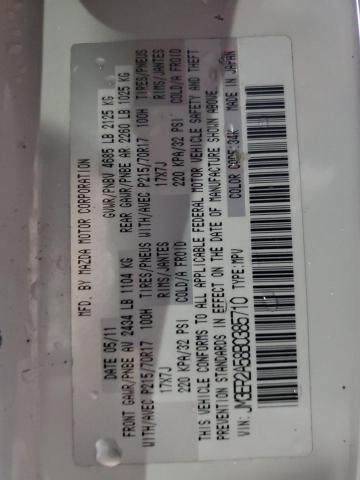 MFD. BY MAZDA MOTOR CORPORATION
DATE 05/11 GVWR/PNBV 4685 LB 2125 KG
FRONT GAWR/PNBE AV 2434 LB 1104 KG REAR GAWR/PNBE AR 2260 LB 1025 KG
WITH/AVEC P215/70R17 100H TIRES/PNEUS WITH/AVEC P215/70R17 100H TIRES/PNEUS
17X7J RIMS/JANTES 17X7J RIMS/JANTES
220 KPA/32 PSI COLD/A FROID 220 KPA/32 PSI COLD/A FROID
THIS VEHICLE CONFORMS TO ALL APPLICABLE FEDERAL MOTOR VEHICLE SAFETY AND THEFT
PREVENTION STANDARDS IN EFFECT ON THE DATE OF MANUFACTURE SHOWN ABOVE.
MADE IN JAPAN
VIN: JM3ER2A58B0385710 TYPE: MPV COLOR CODE: 34K